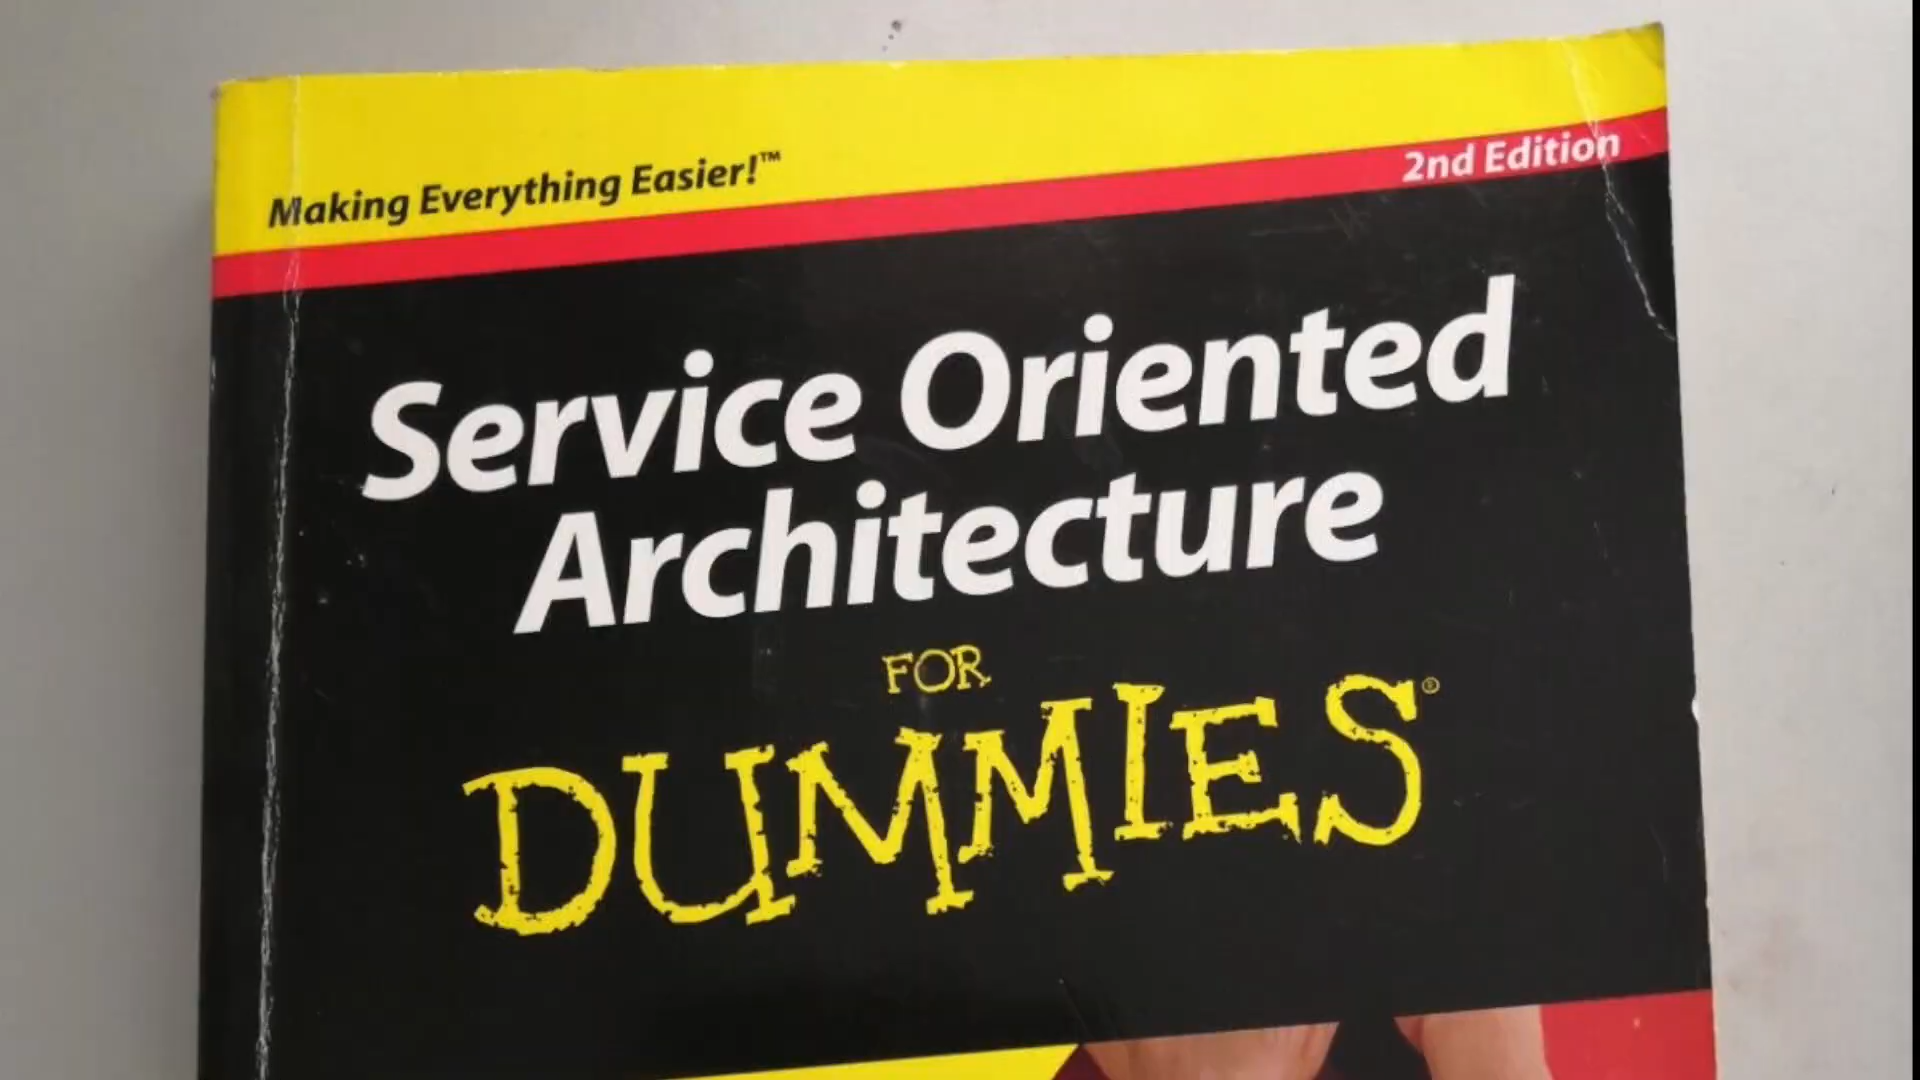 Making Everything Easier!™
2nd Edition
Service Oriented
Architecture
FOR
DUMMIES®